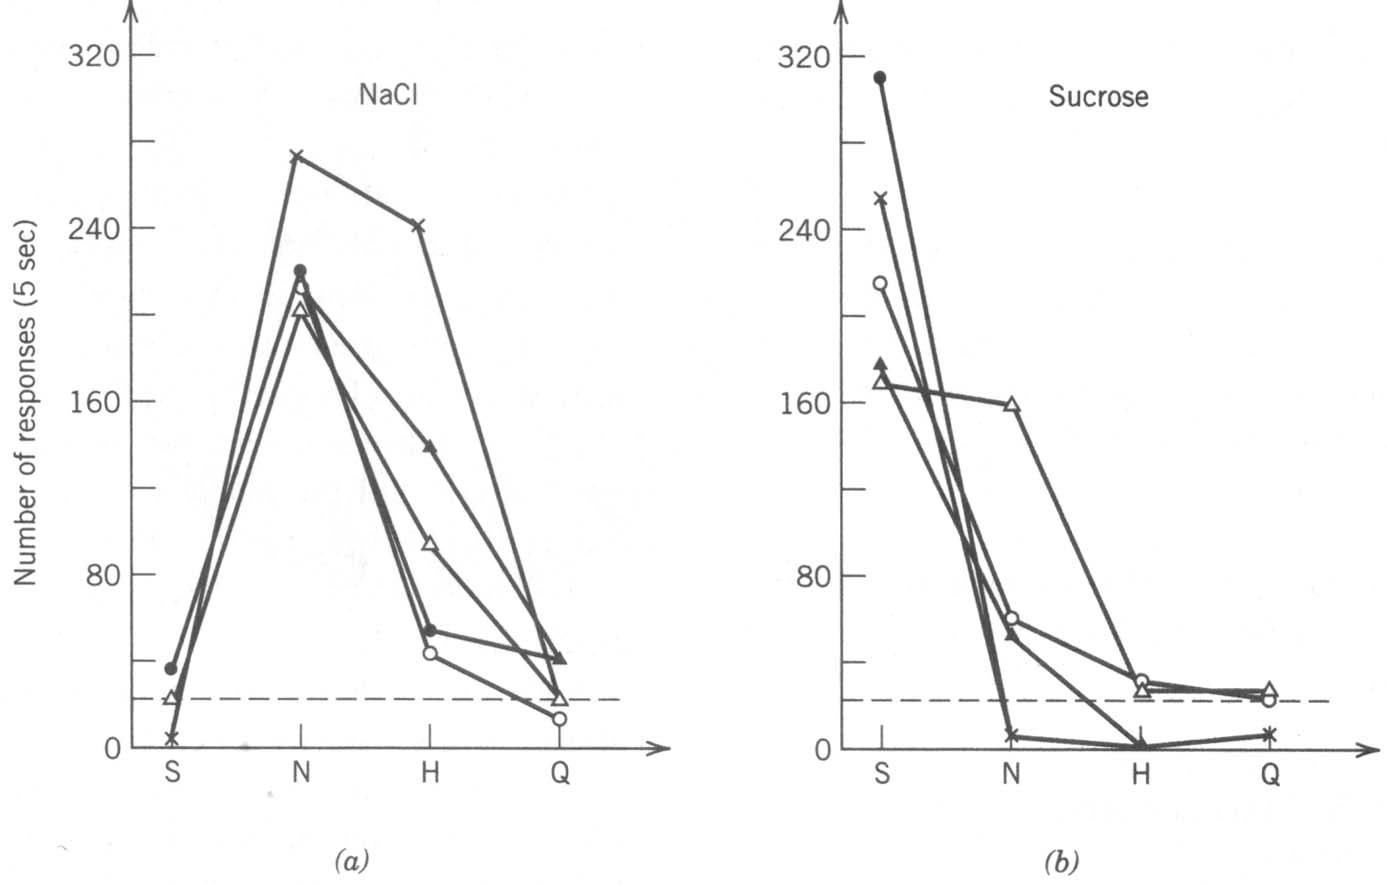 NaCl
Number of responses (5 sec)
320
240
160
80
0
S N H Q
(a)
Sucrose
320
240
160
80
0
S N H Q
(b)